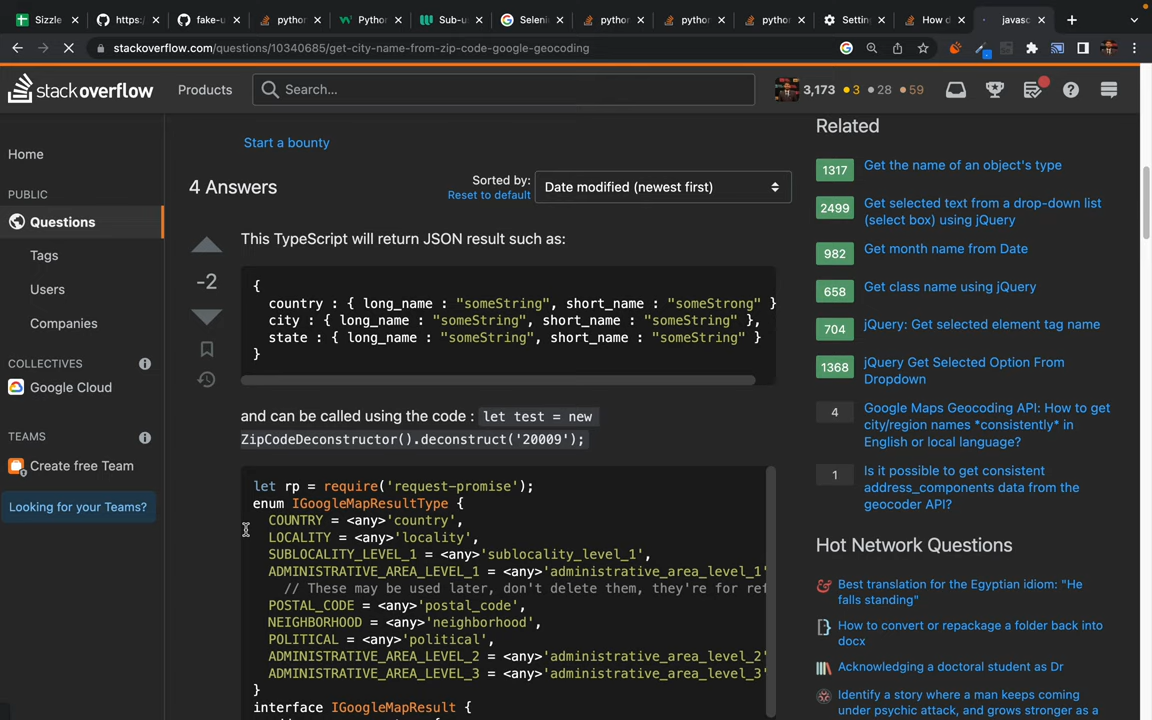 Sizzle
https:/
fake-u
python
Python
Sub-us
Seleni
python
python
python
Settin
How d
javasc
stackoverflow.com/questions/10340685/get-city-name-from-zip-code-google-geocoding
stackoverflow
Products
Search...
3,173 3 28 59
Home
PUBLIC
Questions
Tags
Users
Companies
COLLECTIVES
Google Cloud
TEAMS
Create free Team
Looking for your Teams?
Start a bounty
4 Answers
Sorted by:
Reset to default
Date modified (newest first)
-2
This TypeScript will return JSON result such as:
{
country : { long_name : "someString", short_name : "someStrong" }
city : { long_name : "someString", short_name : "someString" },
state : { long_name : "someString", short_name : "someString" }
}
and can be called using the code : let test = new
ZipCodeDeconstructor().deconstruct('20009');
let rp = require('request-promise');
enum IGoogleMapResultType {
COUNTRY = <any>'country',
LOCALITY = <any>'locality',
SUBLOCALITY_LEVEL_1 = <any>'sublocality_level_1',
ADMINISTRATIVE_AREA_LEVEL_1 = <any>'administrative_area_level_1'
// These may be used later, don't delete them, they're for ref
POSTAL_CODE = <any>'postal_code',
NEIGHBORHOOD = <any>'neighborhood',
POLITICAL = <any>'political',
ADMINISTRATIVE_AREA_LEVEL_2 = <any>'administrative_area_level_2'
ADMINISTRATIVE_AREA_LEVEL_3 = <any>'administrative_area_level_3'
}
interface IGoogleMapResult {
Related
1317 Get the name of an object's type
2499 Get selected text from a drop-down list
(select box) using jQuery
982 Get month name from Date
658 Get class name using jQuery
704 jQuery: Get selected element tag name
1368 jQuery Get Selected Option From
Dropdown
4 Google Maps Geocoding API: How to get
city/region names *consistently* in
English or local language?
1 Is it possible to get consistent
address_components data from the
geocoder API?
Hot Network Questions
Best translation for the Egyptian idiom: "He
falls standing"
How to convert or repackage a folder back into
docx
Acknowledging a doctoral student as Dr
Identify a story where a man keeps coming
under psychic attack, and grows stronger as a